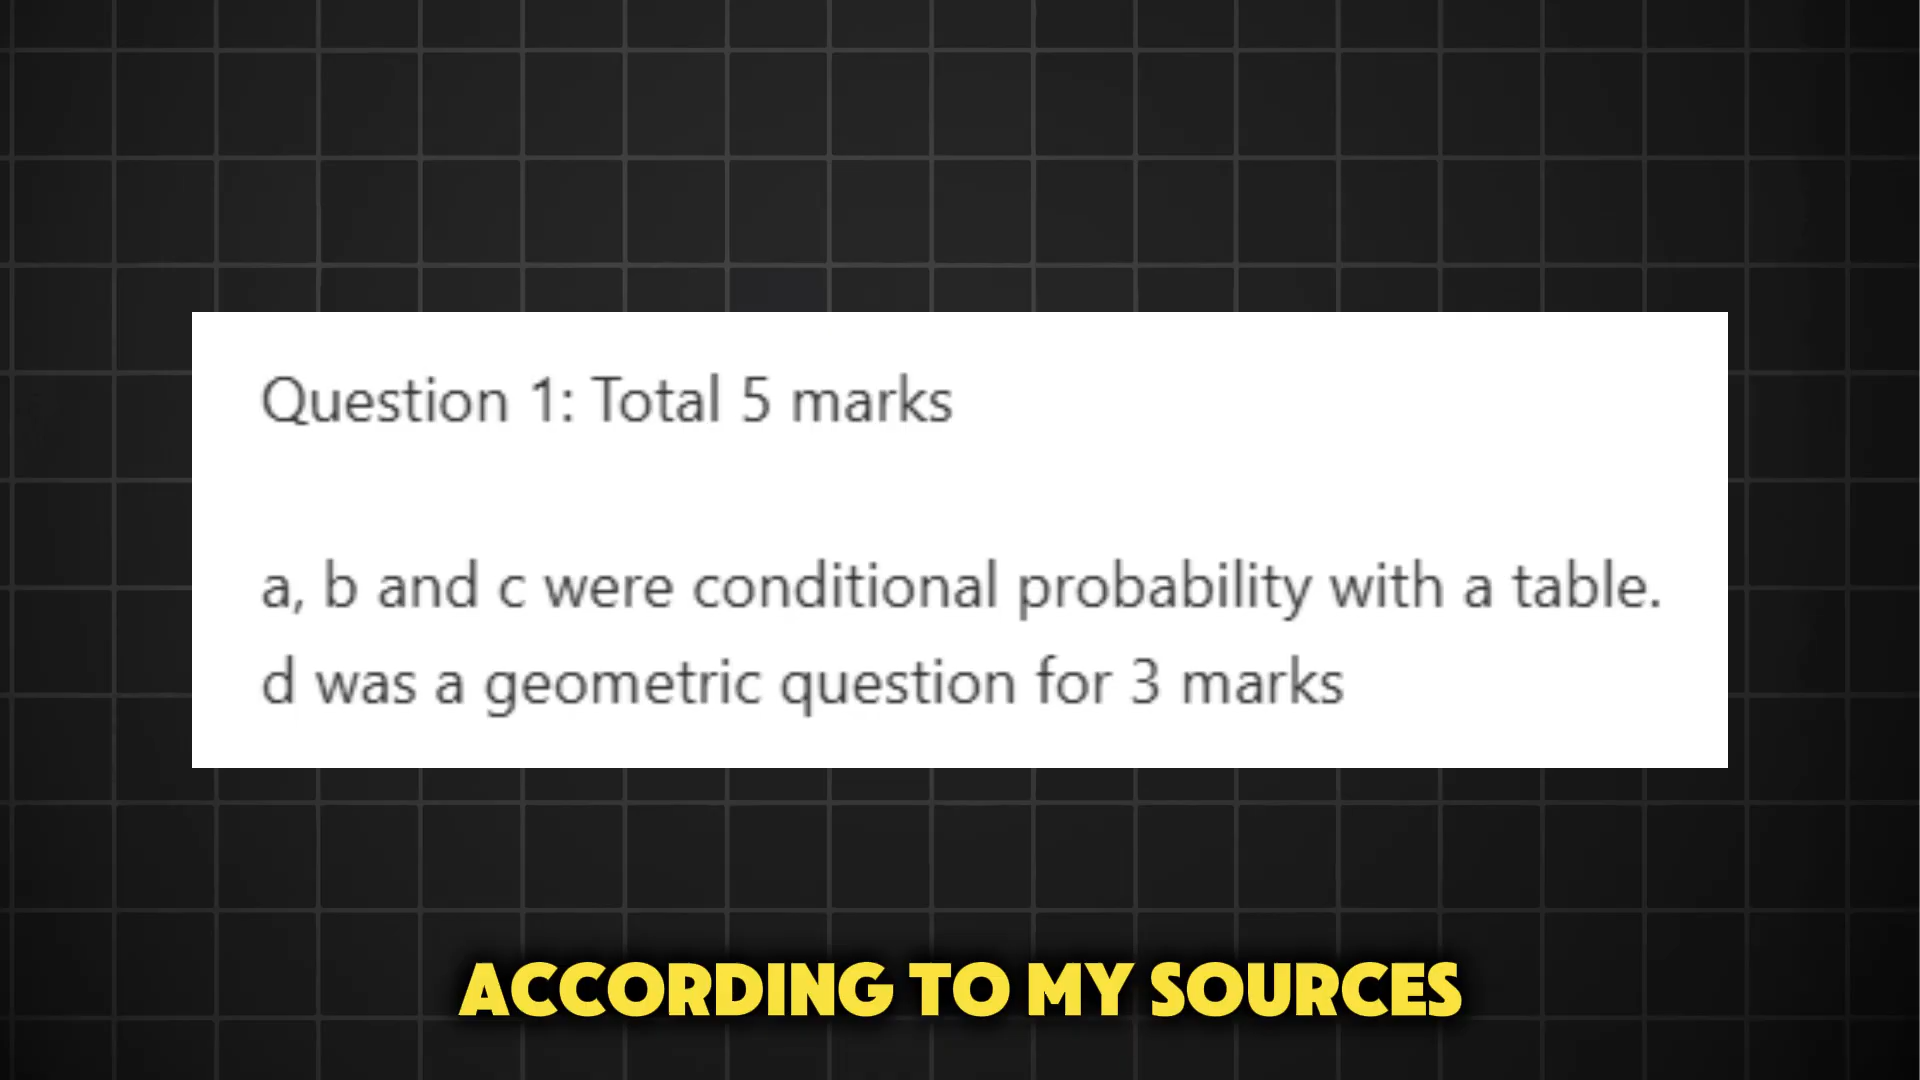 Question 1: Total 5 marks
a, b and c were conditional probability with a table.
d was a geometric question for 3 marks
ACCORDING TO MY SOURCES